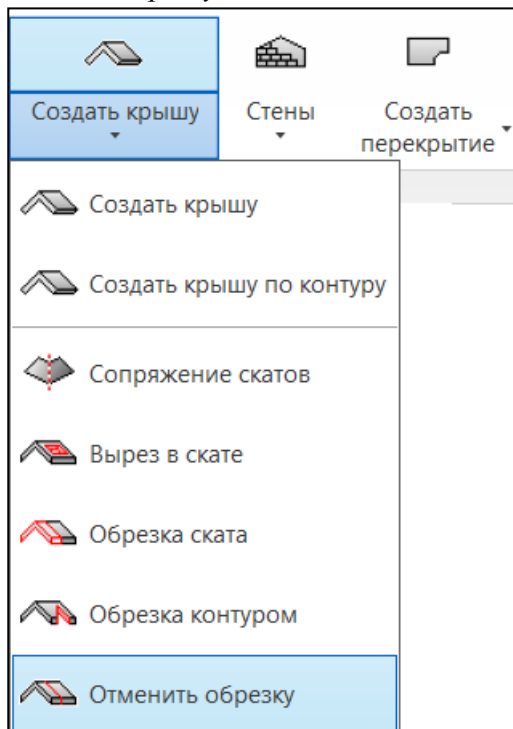 Создать крышу
Стены
Создать
перекрытие
Создать крышу
Создать крышу по контуру
Сопряжение скатов
Вырез в скате
Обрезка ската
Обрезка контуром
Отменить обрезку